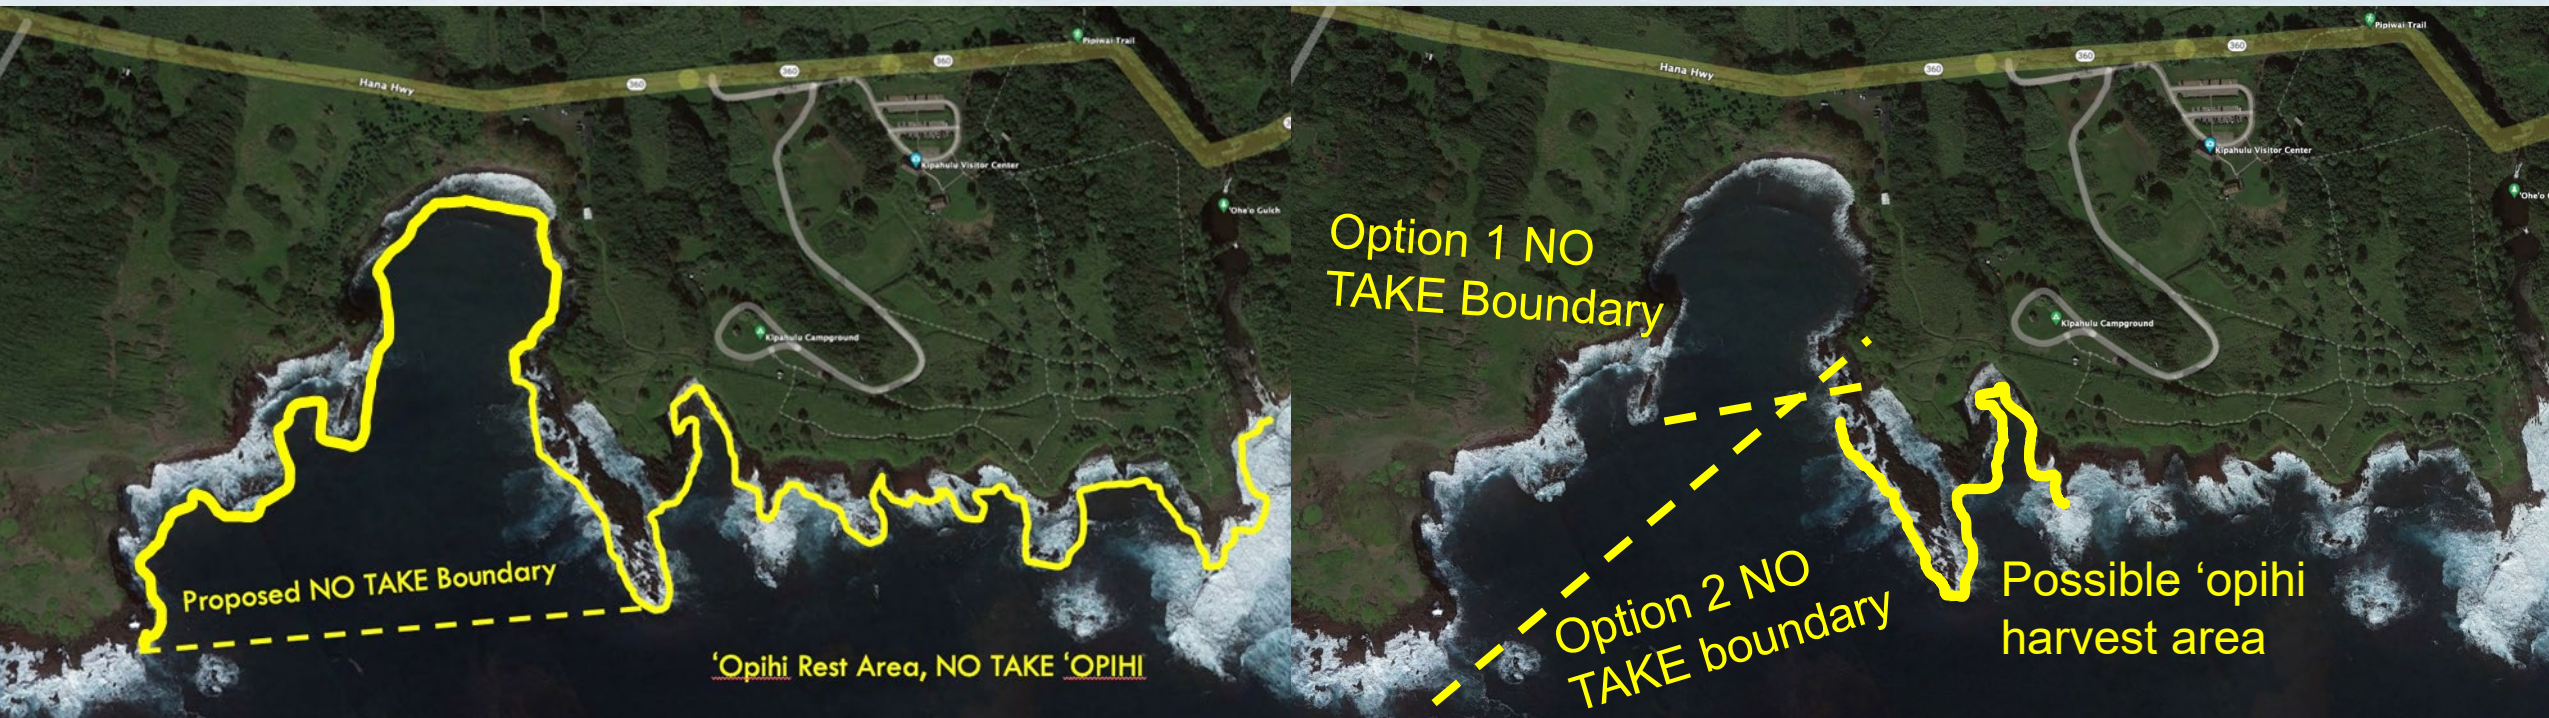 Pipiwai Trail
360
360
360
Hana Hwy
Kipahulu Visitor Center
'Ohe'o Gulch
Kipahulu Campground
Proposed NO TAKE Boundary
‘Opihi Rest Area, NO TAKE ‘OPIHI
Pipiwai Trail
360
360
360
Hana Hwy
Kipahulu Visitor Center
'Ohe'o
Option 1 NO
TAKE Boundary
Kipahulu Campground
Option 2 NO
TAKE boundary
Possible ‘opihi
harvest area